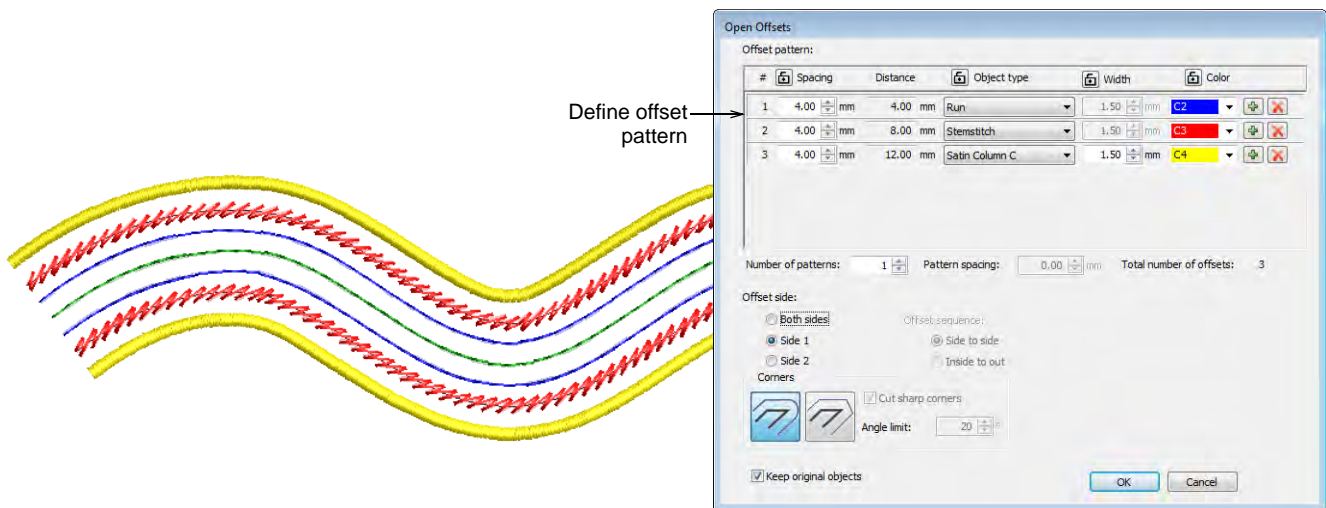 Open Offsets
Offset pattern:
# Spacing Distance Object type Width Color
Define offset
pattern
1 4.00 mm 4.00 mm Run 1.50 mm C2
2 4.00 mm 8.00 mm Stemstitch 1.50 mm C3
3 4.00 mm 12.00 mm Satin Column C 1.50 mm C4
Number of patterns: 1 Pattern spacing: 0.00 mm Total number of offsets: 3
Offset side:
Both sides Offset sequence:
Side 1 Side to side
Side 2 Inside to out
Corners
Cut sharp corners
Angle limit: 20 °
Keep original objects OK Cancel